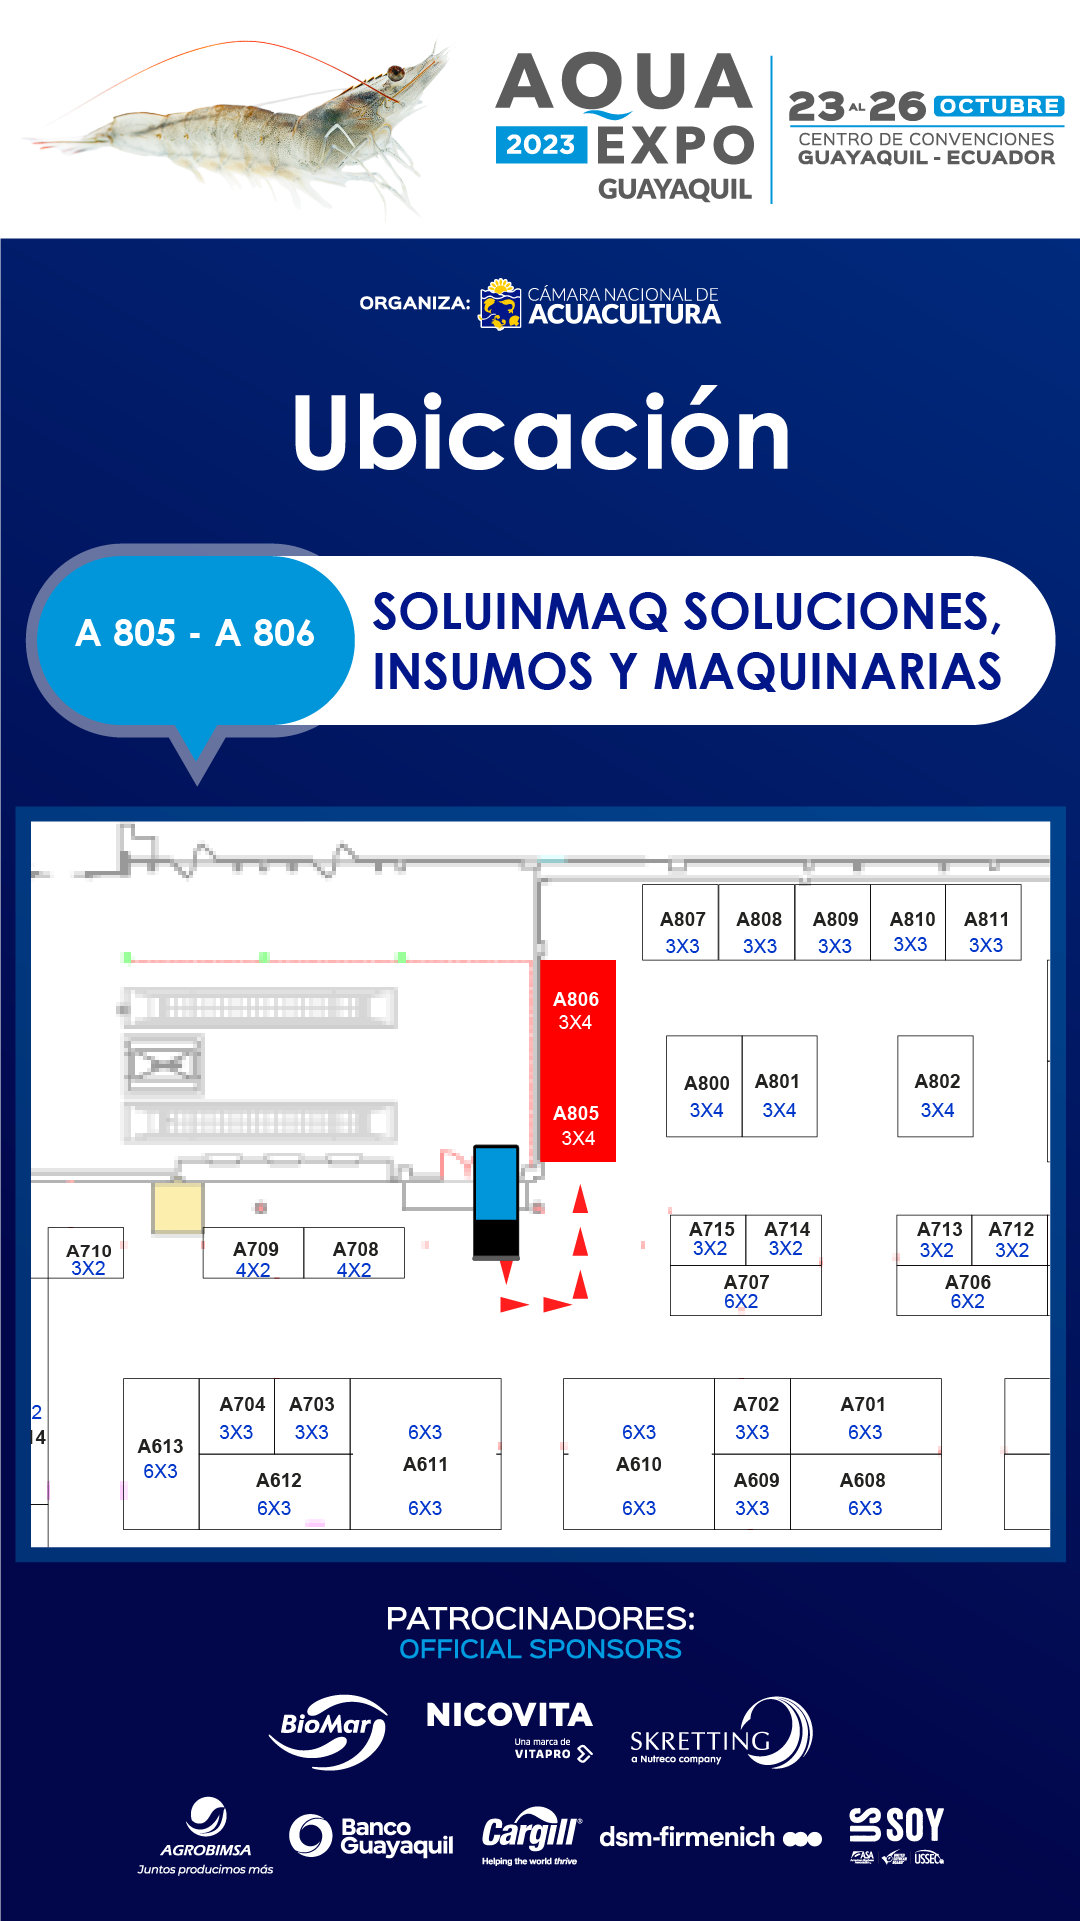 AQUA
2023 EXPO
GUAYAQUIL
23 AL 26 OCTUBRE
CENTRO DE CONVENCIONES
GUAYAQUIL - ECUADOR
ORGANIZA:
CÁMARA NACIONAL DE
ACUACULTURA
Ubicación
A 805 - A 806
SOLUINMAQ SOLUCIONES,
INSUMOS Y MAQUINARIAS
A807 A808 A809 A810 A811
3X3 3X3 3X3 3X3 3X3
A806
3X4
A800 A801 A802
3X4 3X4 3X4
A805
3X4
A715 A714 A713 A712
3X2 3X2 3X2 3X2
A710 A709 A708
3X2 4X2 4X2
A707 A706
6X2 6X2
A704 A703 A702 A701
3X3 3X3 6X3 6X3 3X3 6X3
2
14
A613
6X3
A611 A610
A612 A609 A608
6X3 6X3 6X3 3X3 6X3
PATROCINADORES:
OFFICIAL SPONSORS
BioMar
NICOVITA
Una marca de
VITAPRO
SKRETTING
a Nutreco company
AGROBIMSA
Juntos producimos más
Banco
Guayaquil
Cargill®
Helping the world thrive
dsm-firmenich
US SOY
ASA
USSEC